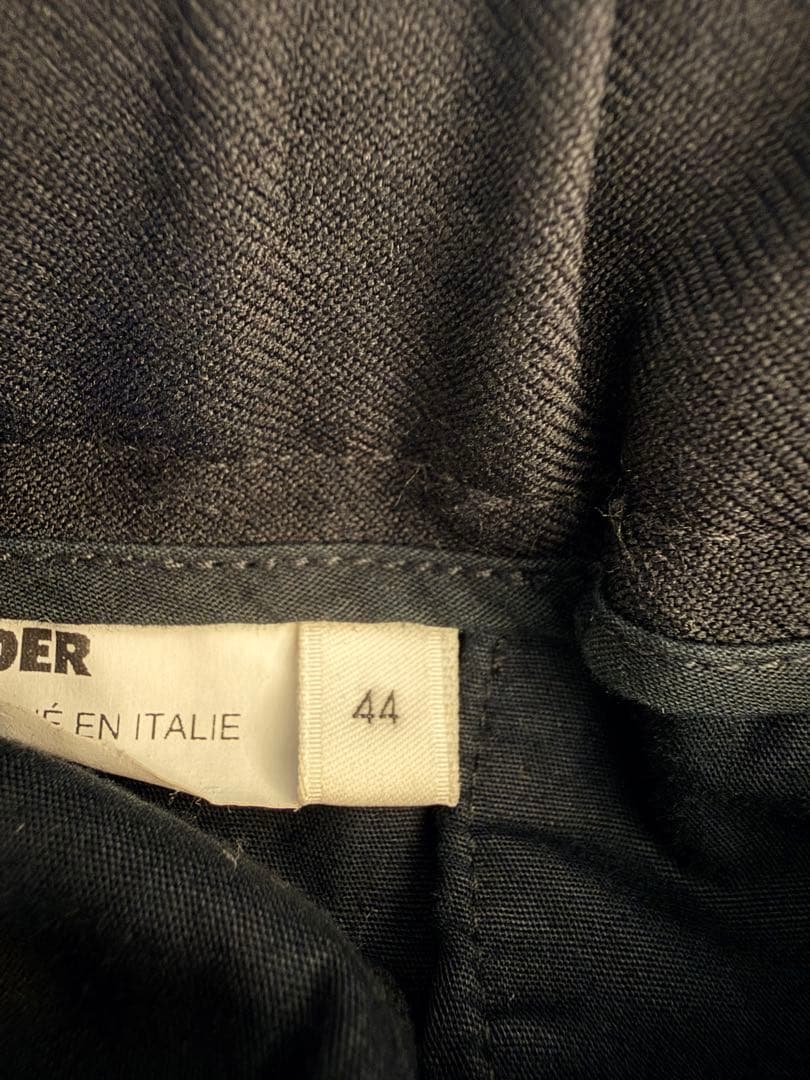 DER
É EN ITALIE
44